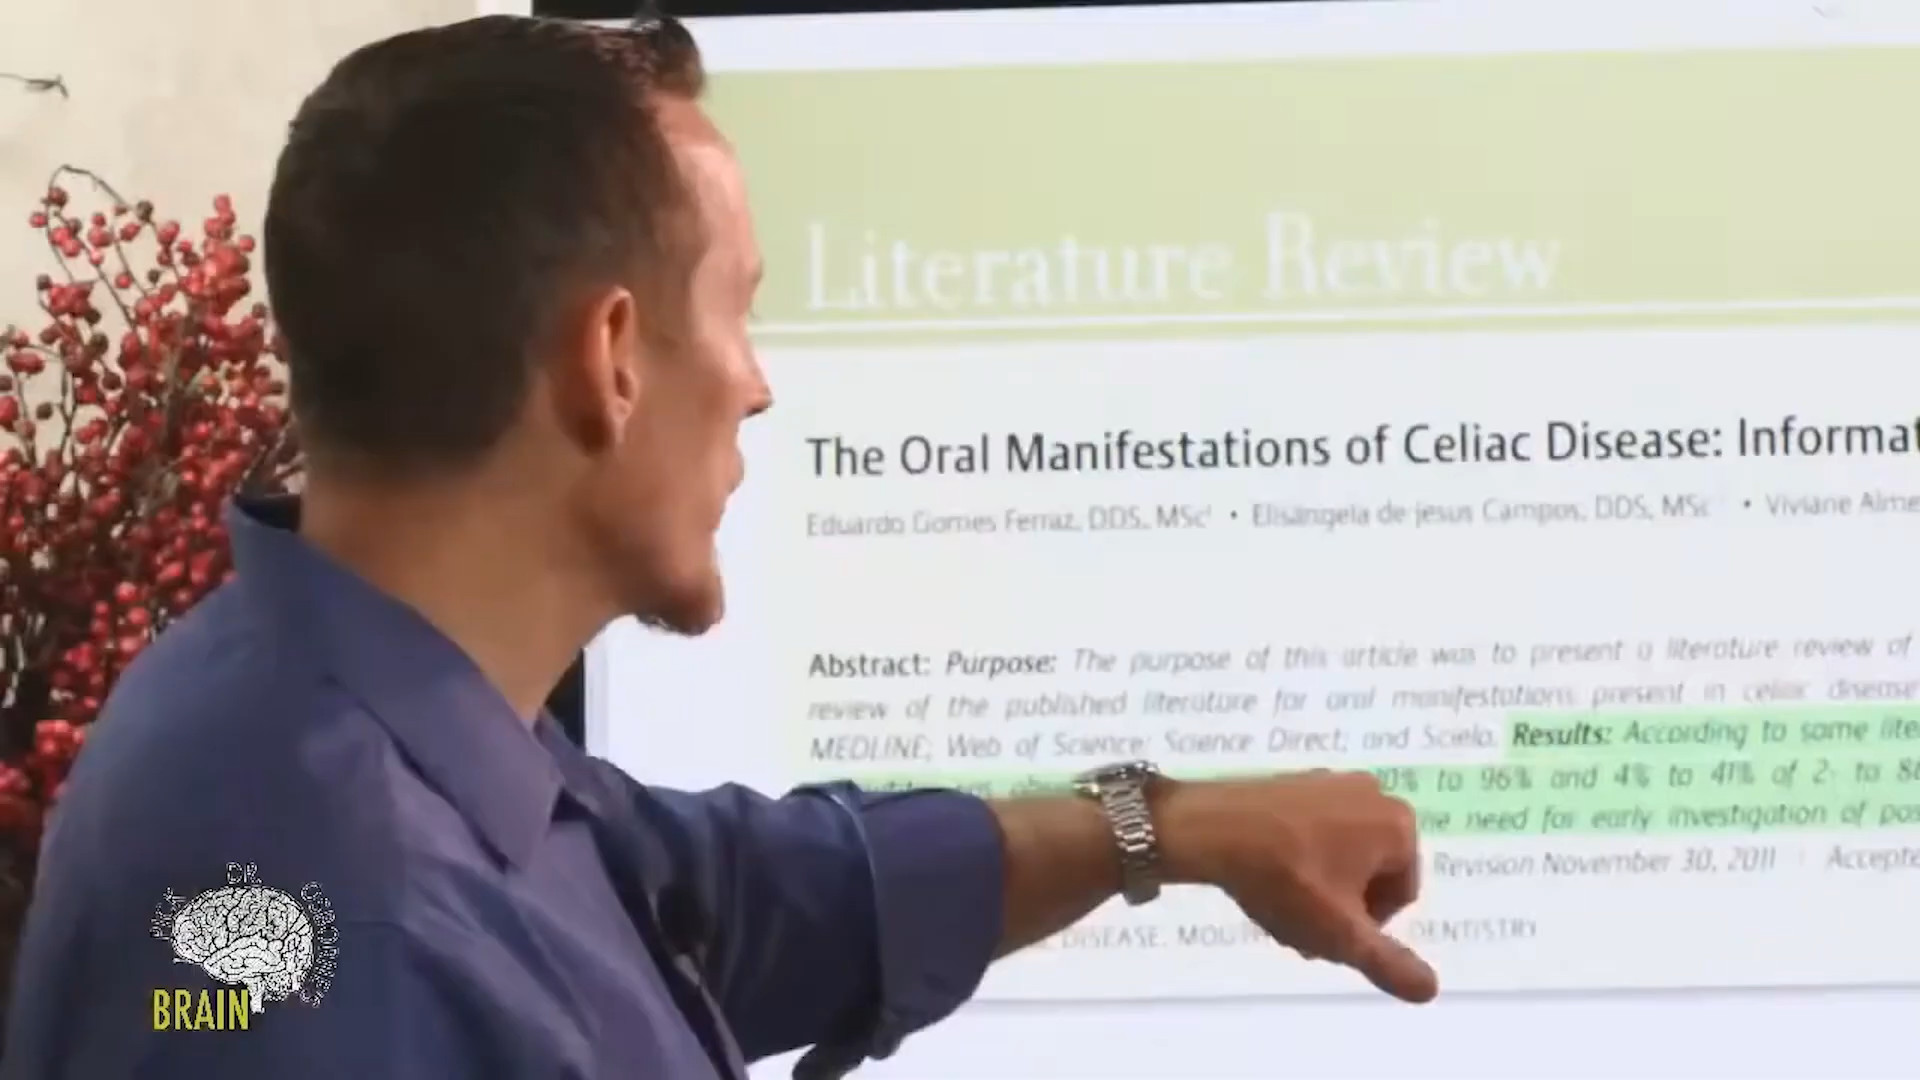 Literature Review
The Oral Manifestations of Celiac Disease: Informat
Eduardo Gomes Ferraz, DDS, MSc¹ • Elisângela de Jesus Campos, DDS, MSc • Viviane Alme
Abstract: Purpose: The purpose of this article was to present a literature review of
review of the published literature for oral manifestations present in celiac disease
MEDLINE; Web of Science; Science Direct; and Scielo. Results: According to some lite
to 96% and 4% to 41% of 2- to
need for early investigation of pos
Revision November 30, 2011 Accepte
DISEASE, DENTISTRY
PICK DR. OSBORNE'S
BRAIN